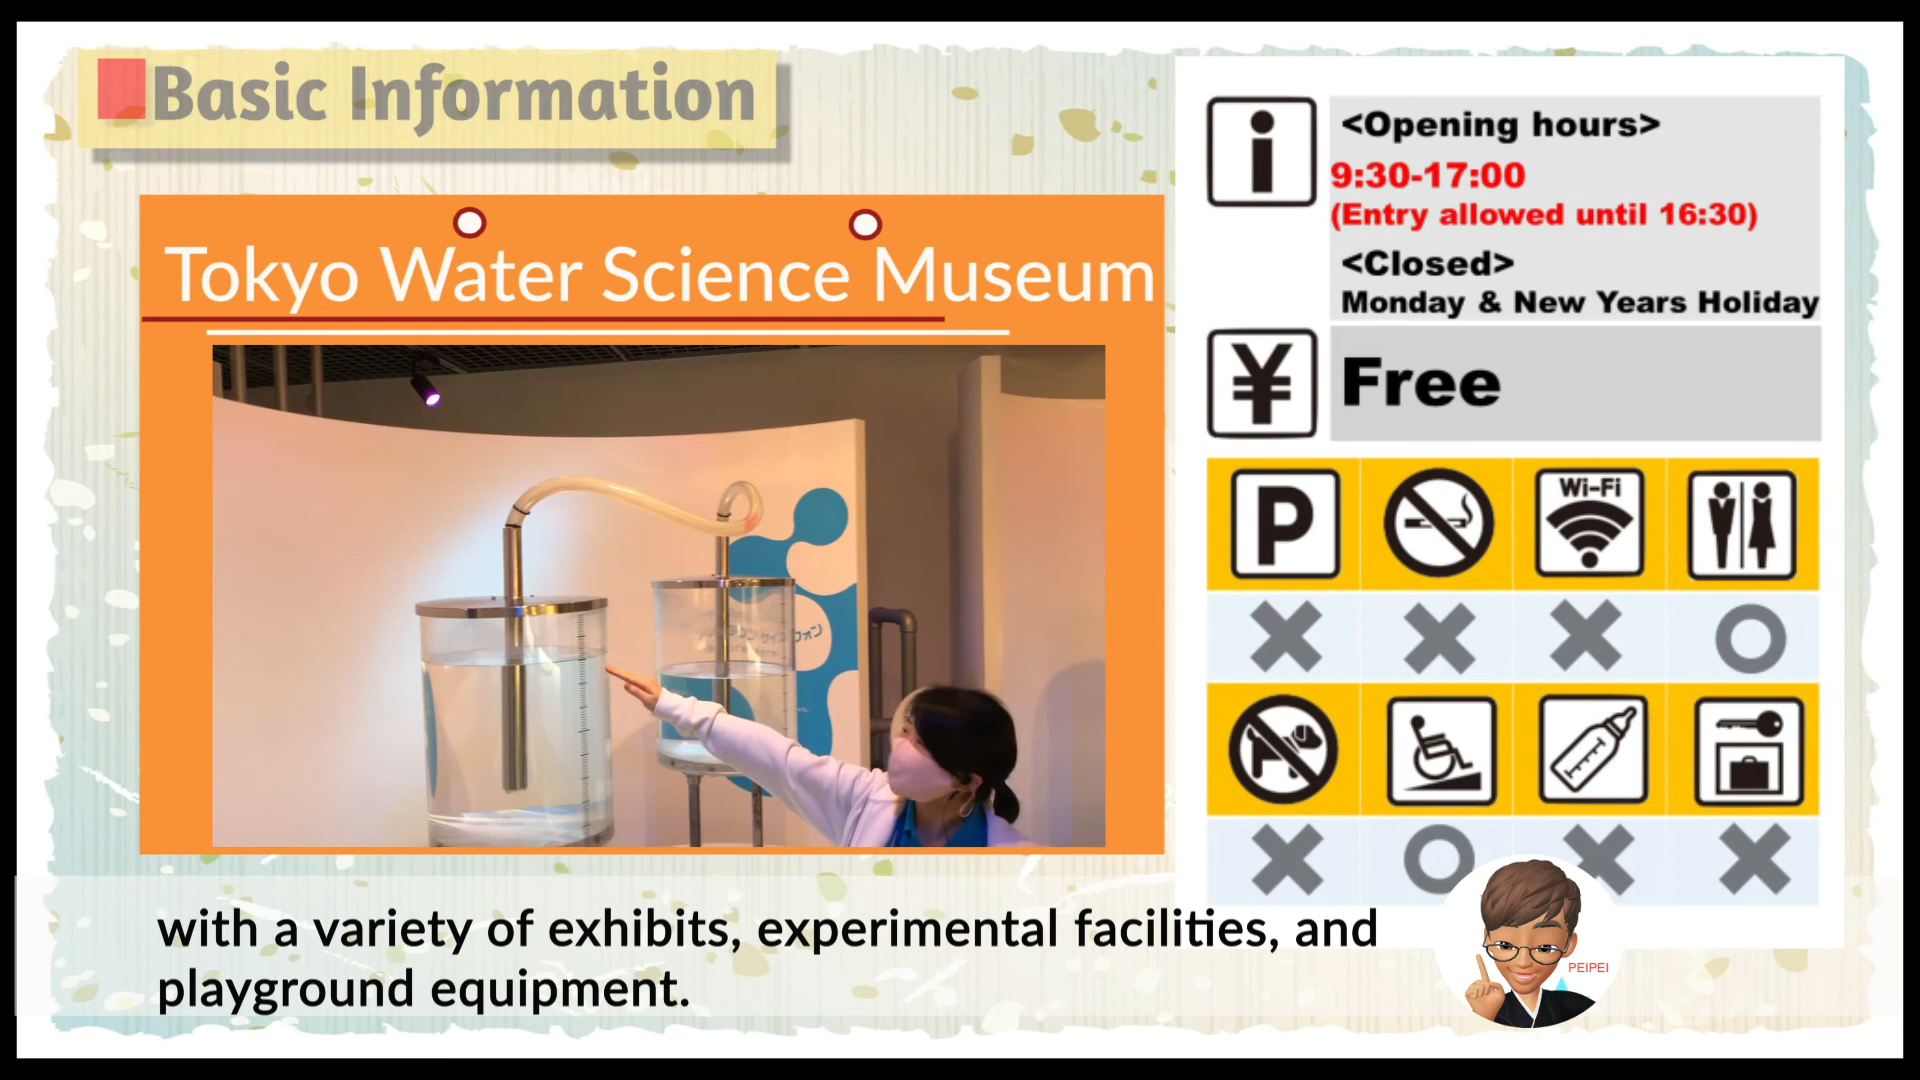 Basic Information
Tokyo Water Science Museum
<Opening hours>
9:30-17:00
(Entry allowed until 16:30)
<Closed>
Monday & New Years Holiday
¥
Free
P
Wi-Fi
with a variety of exhibits, experimental facilities, and
playground equipment.
PEIPEI